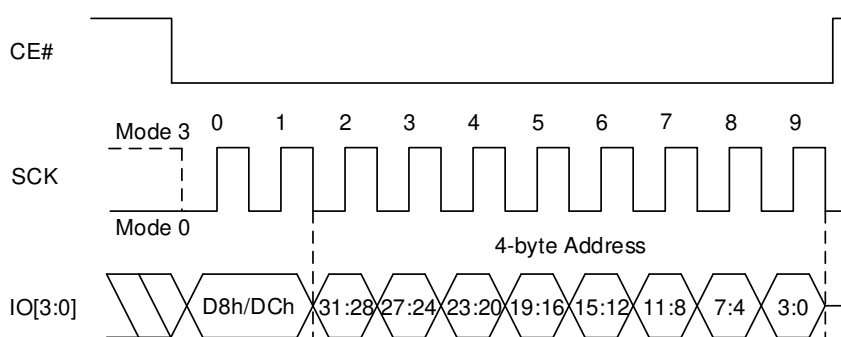 CE#
Mode 3
0 1 2 3 4 5 6 7 8 9
SCK
Mode 0
4-byte Address
IO[3:0]
D8h/DCh 31:28 27:24 23:20 19:16 15:12 11:8 7:4 3:0